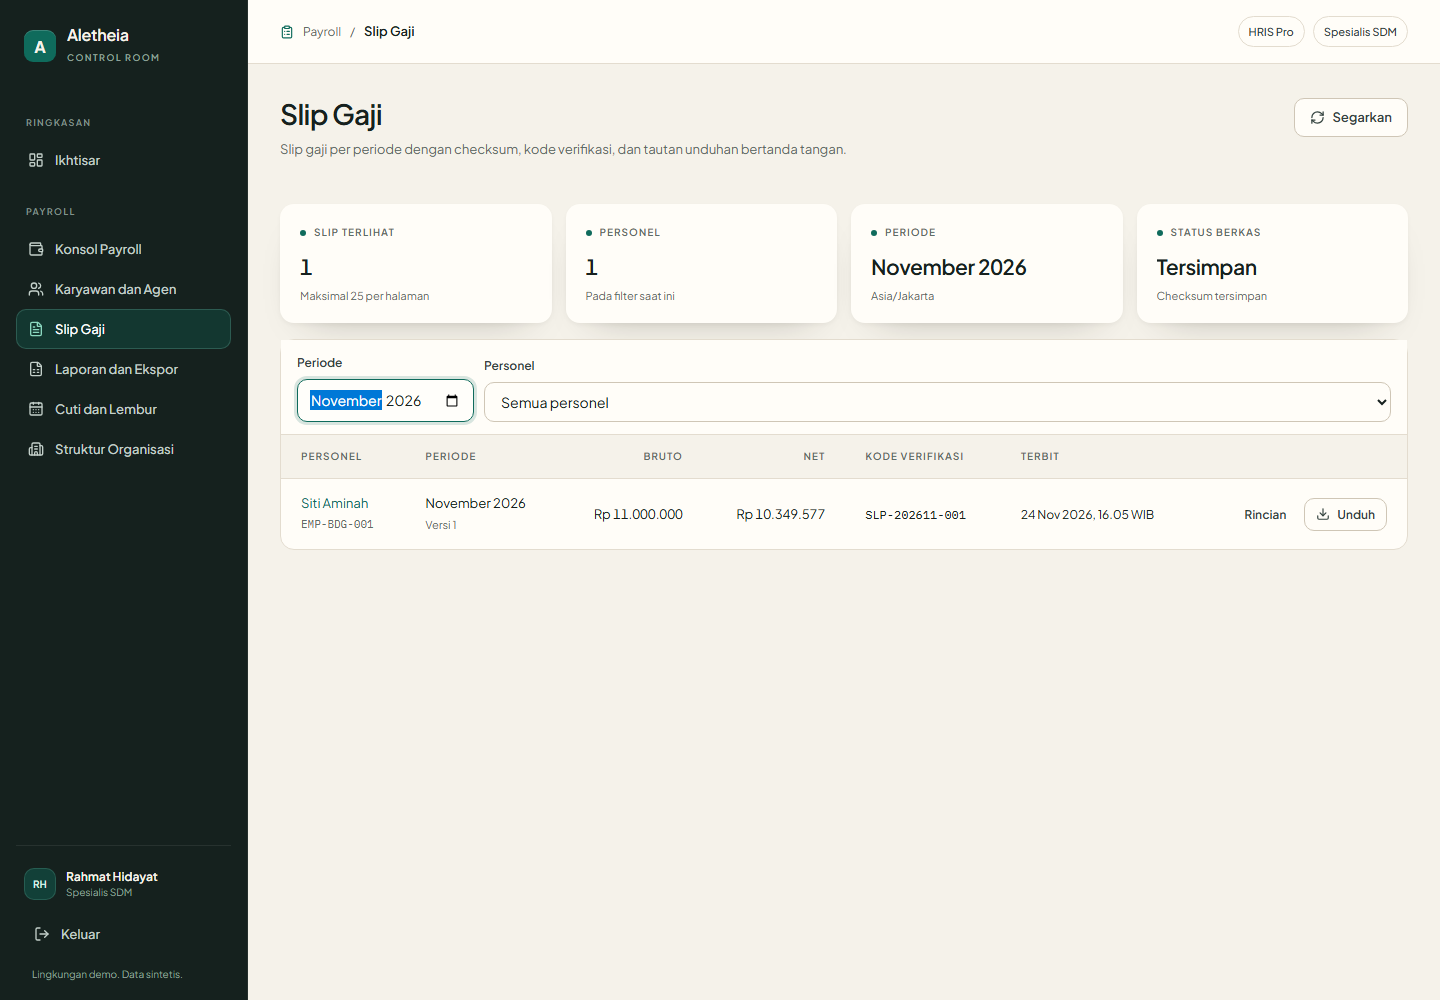 A
Aletheia
CONTROL ROOM
RINGKASAN
Ikhtisar
PAYROLL
Konsol Payroll
Karyawan dan Agen
Slip Gaji
Laporan dan Ekspor
Cuti dan Lembur
Struktur Organisasi
RH
Rahmat Hidayat
Spesialis SDM
Keluar
Lingkungan demo. Data sintetis.
Payroll / Slip Gaji
HRIS Pro
Spesialis SDM
Slip Gaji
Slip gaji per periode dengan checksum, kode verifikasi, dan tautan unduhan bertanda tangan.
Segarkan
SLIP TERLIHAT
1
Maksimal 25 per halaman
PERSONEL
1
Pada filter saat ini
PERIODE
November 2026
Asia/Jakarta
STATUS BERKAS
Tersimpan
Checksum tersimpan
Periode
November 2026
Personel
Semua personel
PERSONEL PERIODE BRUTO NET KODE VERIFIKASI TERBIT
Siti Aminah November 2026 Rp 11.000.000 Rp 10.349.577 SLP-202611-001 24 Nov 2026, 16.05 WIB Rincian Unduh
EMP-BDG-001 Versi 1